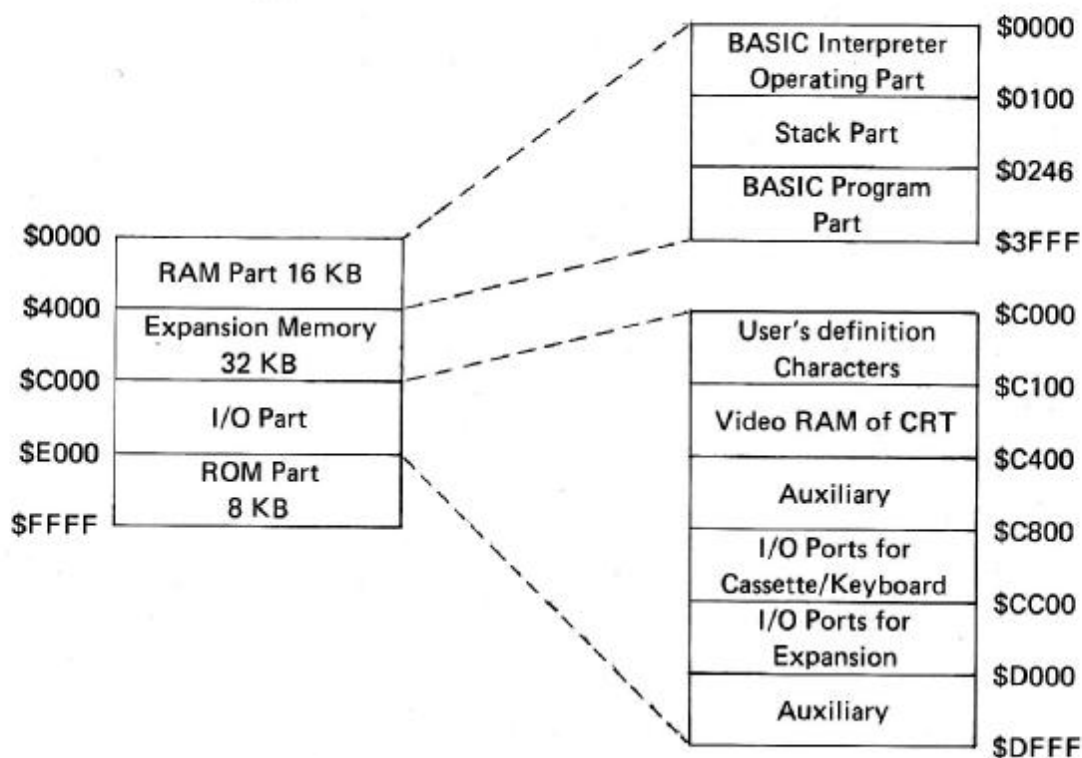 $0000
RAM Part 16 KB
$4000
Expansion Memory
32 KB
$C000
I/O Part
$E000
ROM Part
8 KB
$FFFF
$0000
BASIC Interpreter
Operating Part
$0100
Stack Part
$0246
BASIC Program
Part
$3FFF
$C000
User's definition
Characters
$C100
Video RAM of CRT
$C400
Auxiliary
$C800
I/O Ports for
Cassette/Keyboard
$CC00
I/O Ports for
Expansion
$D000
Auxiliary
$DFFF